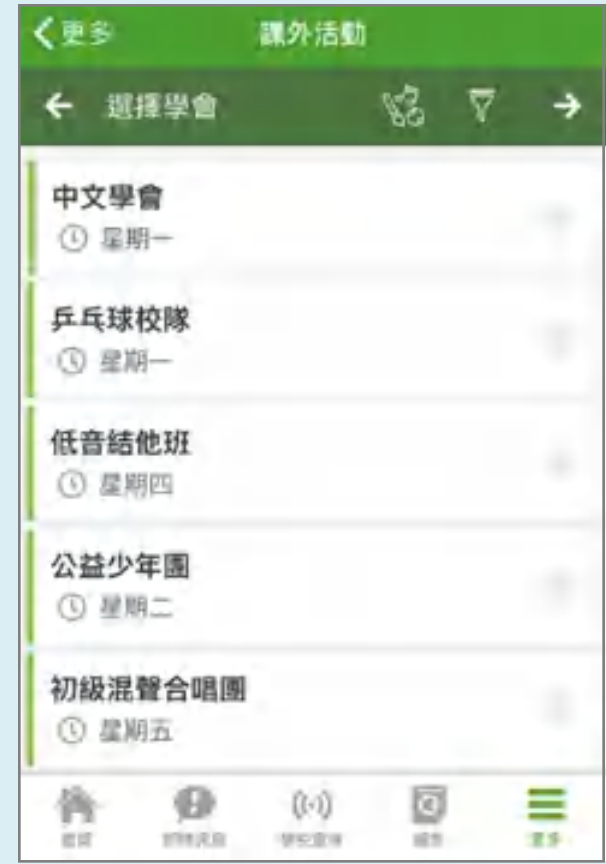 更多
課外活動
選擇學會
中文學會
星期一
乒乓球校隊
星期一
低音結他班
星期四
公益少年團
星期二
初級混聲合唱團
星期五
更多